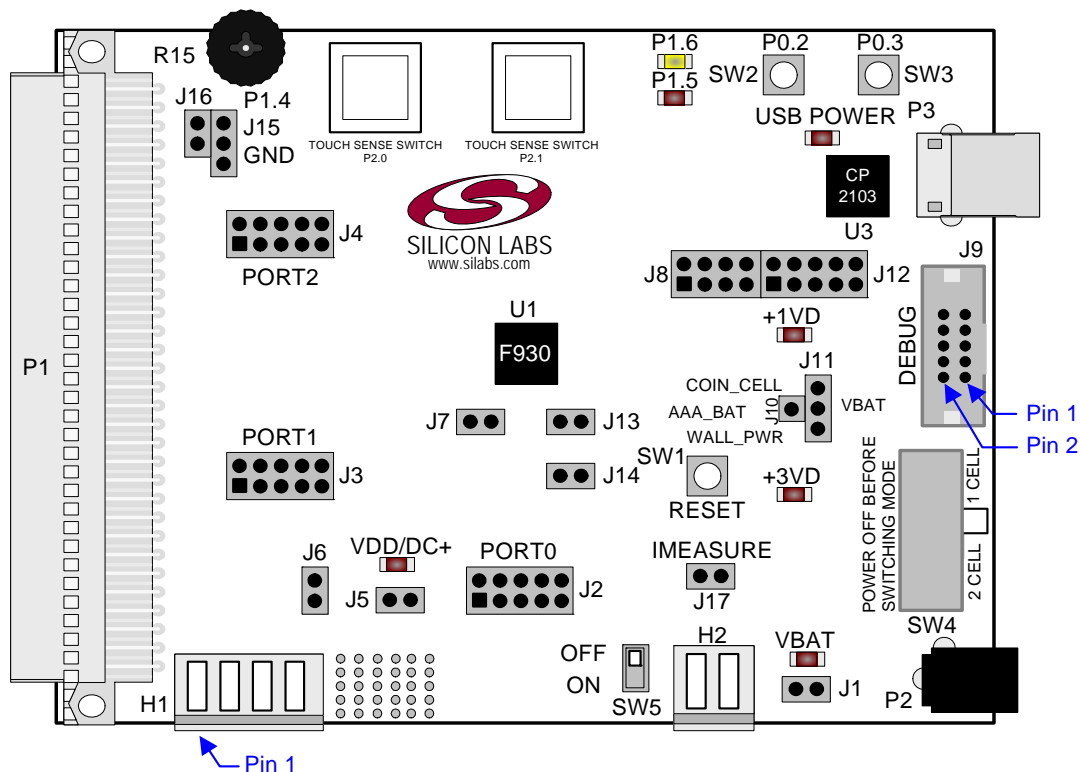 R15
P1.6
P0.2
P0.3
SW2
SW3
P1.5
J16
P1.4
J15
GND
USB POWER
P3
TOUCH SENSE SWITCH
P2.0
TOUCH SENSE SWITCH
P2.1
CP
2103
U3
J4
PORT2
SILICON LABS
www.silabs.com
J8
J12
J9
U1
F930
+1VD
DEBUG
P1
J11
COIN_CELL
AAA_BAT
J10
VBAT
WALL_PWR
Pin 1
Pin 2
J7
J13
PORT1
J3
J14
SW1
RESET
+3VD
POWER OFF BEFORE
SWITCHING MODE
1 CELL
2 CELL
SW4
J6
VDD/DC+
J5
PORT0
J2
IMEASURE
J17
H2
OFF
ON
SW5
VBAT
J1
P2
H1
Pin 1